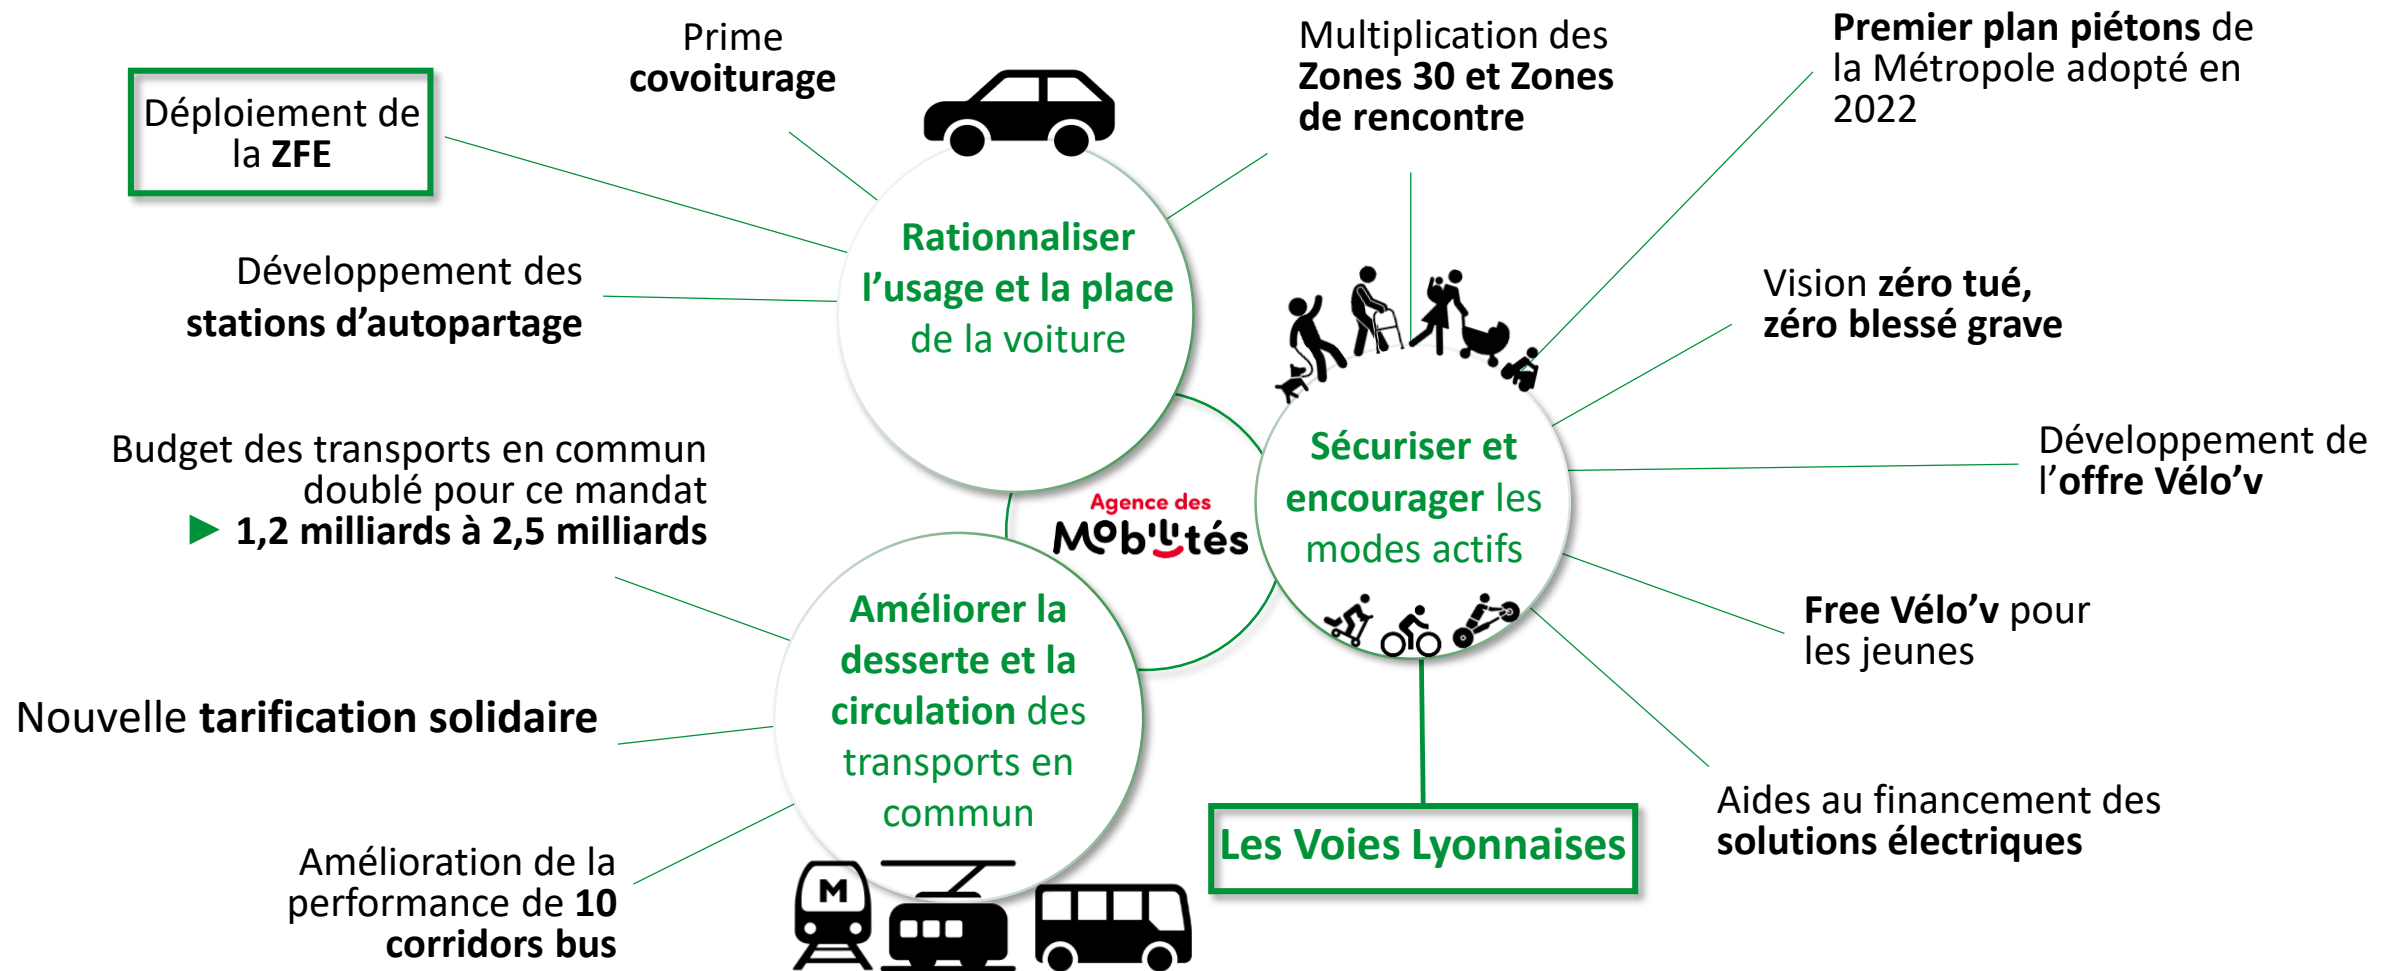 Prime
covoiturage
Déploiement de
la ZFE
Développement des
stations d’autopartage
Rationnaliser
l’usage et la place
de la voiture
Multiplication des
Zones 30 et Zones
de rencontre
Premier plan piétons de
la Métropole adopté en
2022
Vision zéro tué,
zéro blessé grave
Développement de
l’offre Vélo’v
Free Vélo’v pour
les jeunes
Aides au financement des
solutions électriques
Sécuriser et
encourager les
modes actifs
Les Voies Lyonnaises
Agence des
Mobilités
Budget des transports en commun
doublé pour ce mandat
► 1,2 milliards à 2,5 milliards
Nouvelle tarification solidaire
Amélioration de la
performance de 10
corridors bus
Améliorer la
desserte et la
circulation des
transports en
commun
M